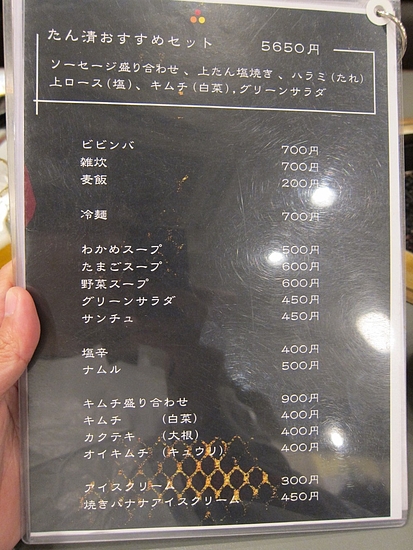 たん清おすすめセット 5650円
ソーセージ盛り合わせ、上たん塩焼き、ハラミ(たれ)
上ロース(塩)、キムチ(白菜)，グリーンサラダ
ビビンバ 700円
雑炊 700円
麦飯 200円
冷麺 700円
わかめスープ 500円
たまごスープ 600円
野菜スープ 600円
グリーンサラダ 450円
サンチュ 450円
塩辛 400円
ナムル 500円
キムチ盛り合わせ 900円
キムチ (白菜) 400円
カクテキ (大根) 400円
オイキムチ (キュウリ) 400円
アイスクリーム 300円
焼きバナナアイスクリーム 450円